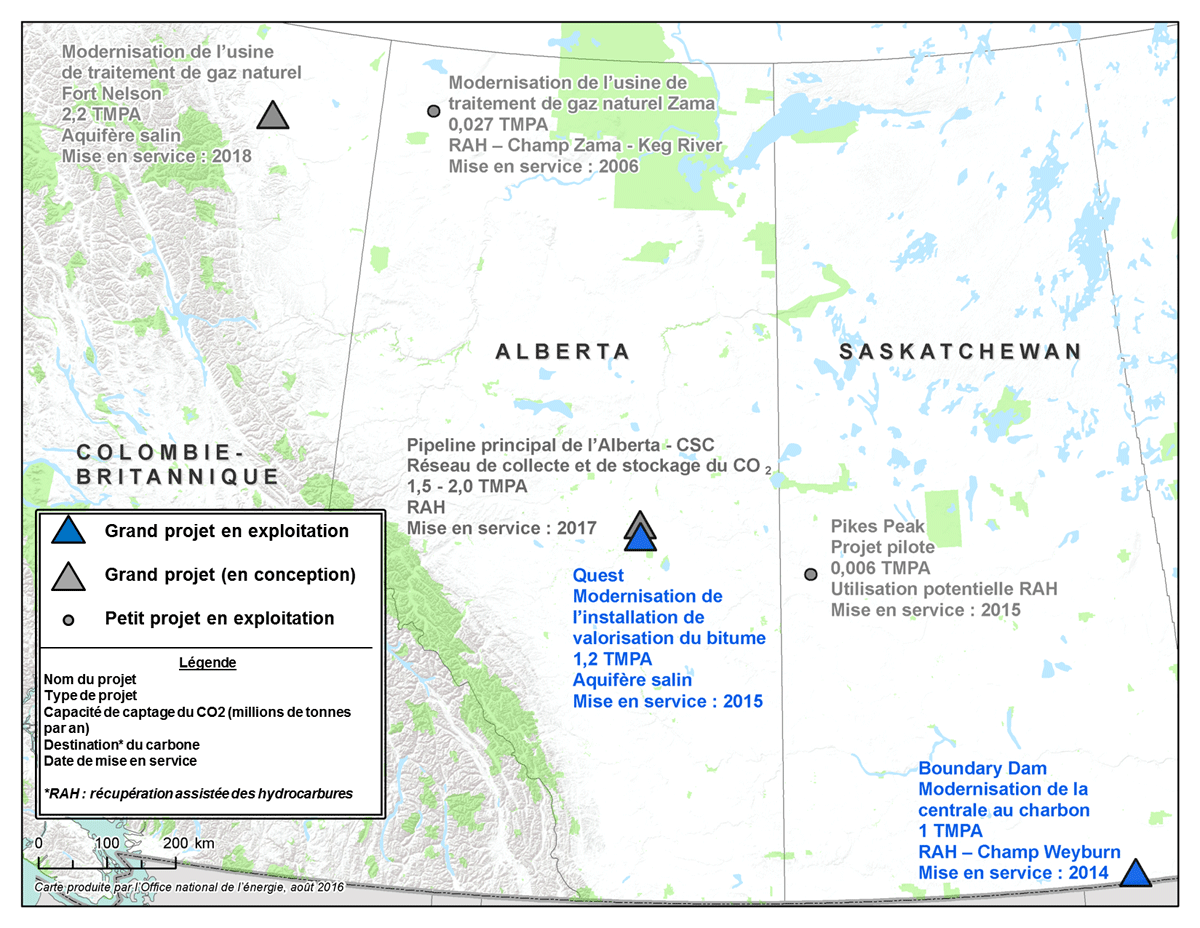 Modernisation de l’usine
de traitement de gaz naturel
Fort Nelson
2,2 TMPA
Aquifère salin
Mise en service : 2018
Modernisation de l’usine de
traitement de gaz naturel Zama
0,027 TMPA
RAH – Champ Zama - Keg River
Mise en service : 2006
ALBERTA
SASKATCHEWAN
COLOMBIE-
BRITANNIQUE
Pipeline principal de l’Alberta - CSC
Réseau de collecte et de stockage du CO 2
1,5 - 2,0 TMPA
RAH
Mise en service : 2017
Quest
Modernisation de
l’installation de
valorisation du bitume
1,2 TMPA
Aquifère salin
Mise en service : 2015
Pikes Peak
Projet pilote
0,006 TMPA
Utilisation potentielle RAH
Mise en service : 2015
Boundary Dam
Modernisation de la
centrale au charbon
1 TMPA
RAH – Champ Weyburn
Mise en service : 2014
Grand projet en exploitation
Grand projet (en conception)
Petit projet en exploitation
Légende
Nom du projet
Type de projet
Capacité de captage du CO2 (millions de tonnes
par an)
Destination* du carbone
Date de mise en service
*RAH : récupération assistée des hydrocarbures
0 100 200 km
Carte produite par l’Office national de l’énergie, août 2016